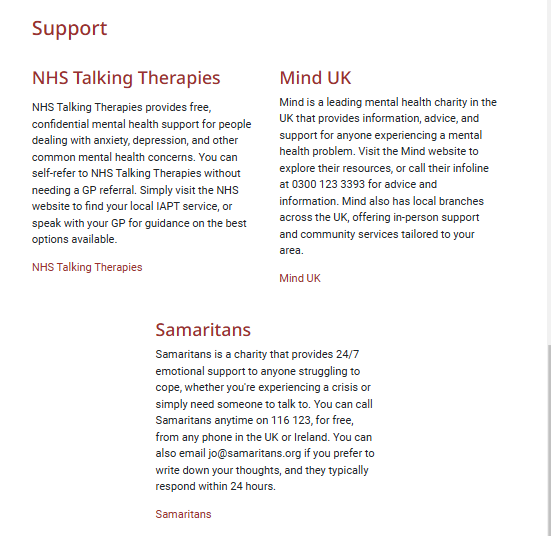 Support
NHS Talking Therapies
NHS Talking Therapies provides free,
confidential mental health support for people
dealing with anxiety, depression, and other
common mental health concerns. You can
self-refer to NHS Talking Therapies without
needing a GP referral. Simply visit the NHS
website to find your local IAPT service, or
speak with your GP for guidance on the best
options available.
NHS Talking Therapies
Mind UK
Mind is a leading mental health charity in the
UK that provides information, advice, and
support for anyone experiencing a mental
health problem. Visit the Mind website to
explore their resources, or call their infoline
at 0300 123 3393 for advice and
information. Mind also has local branches
across the UK, offering in-person support
and community services tailored to your
area.
Mind UK
Samaritans
Samaritans is a charity that provides 24/7
emotional support to anyone struggling to
cope, whether you're experiencing a crisis or
simply need someone to talk to. You can call
Samaritans anytime on 116 123, for free,
from any phone in the UK or Ireland. You can
also email jo@samaritans.org if you prefer to
write down your thoughts, and they typically
respond within 24 hours.
Samaritans